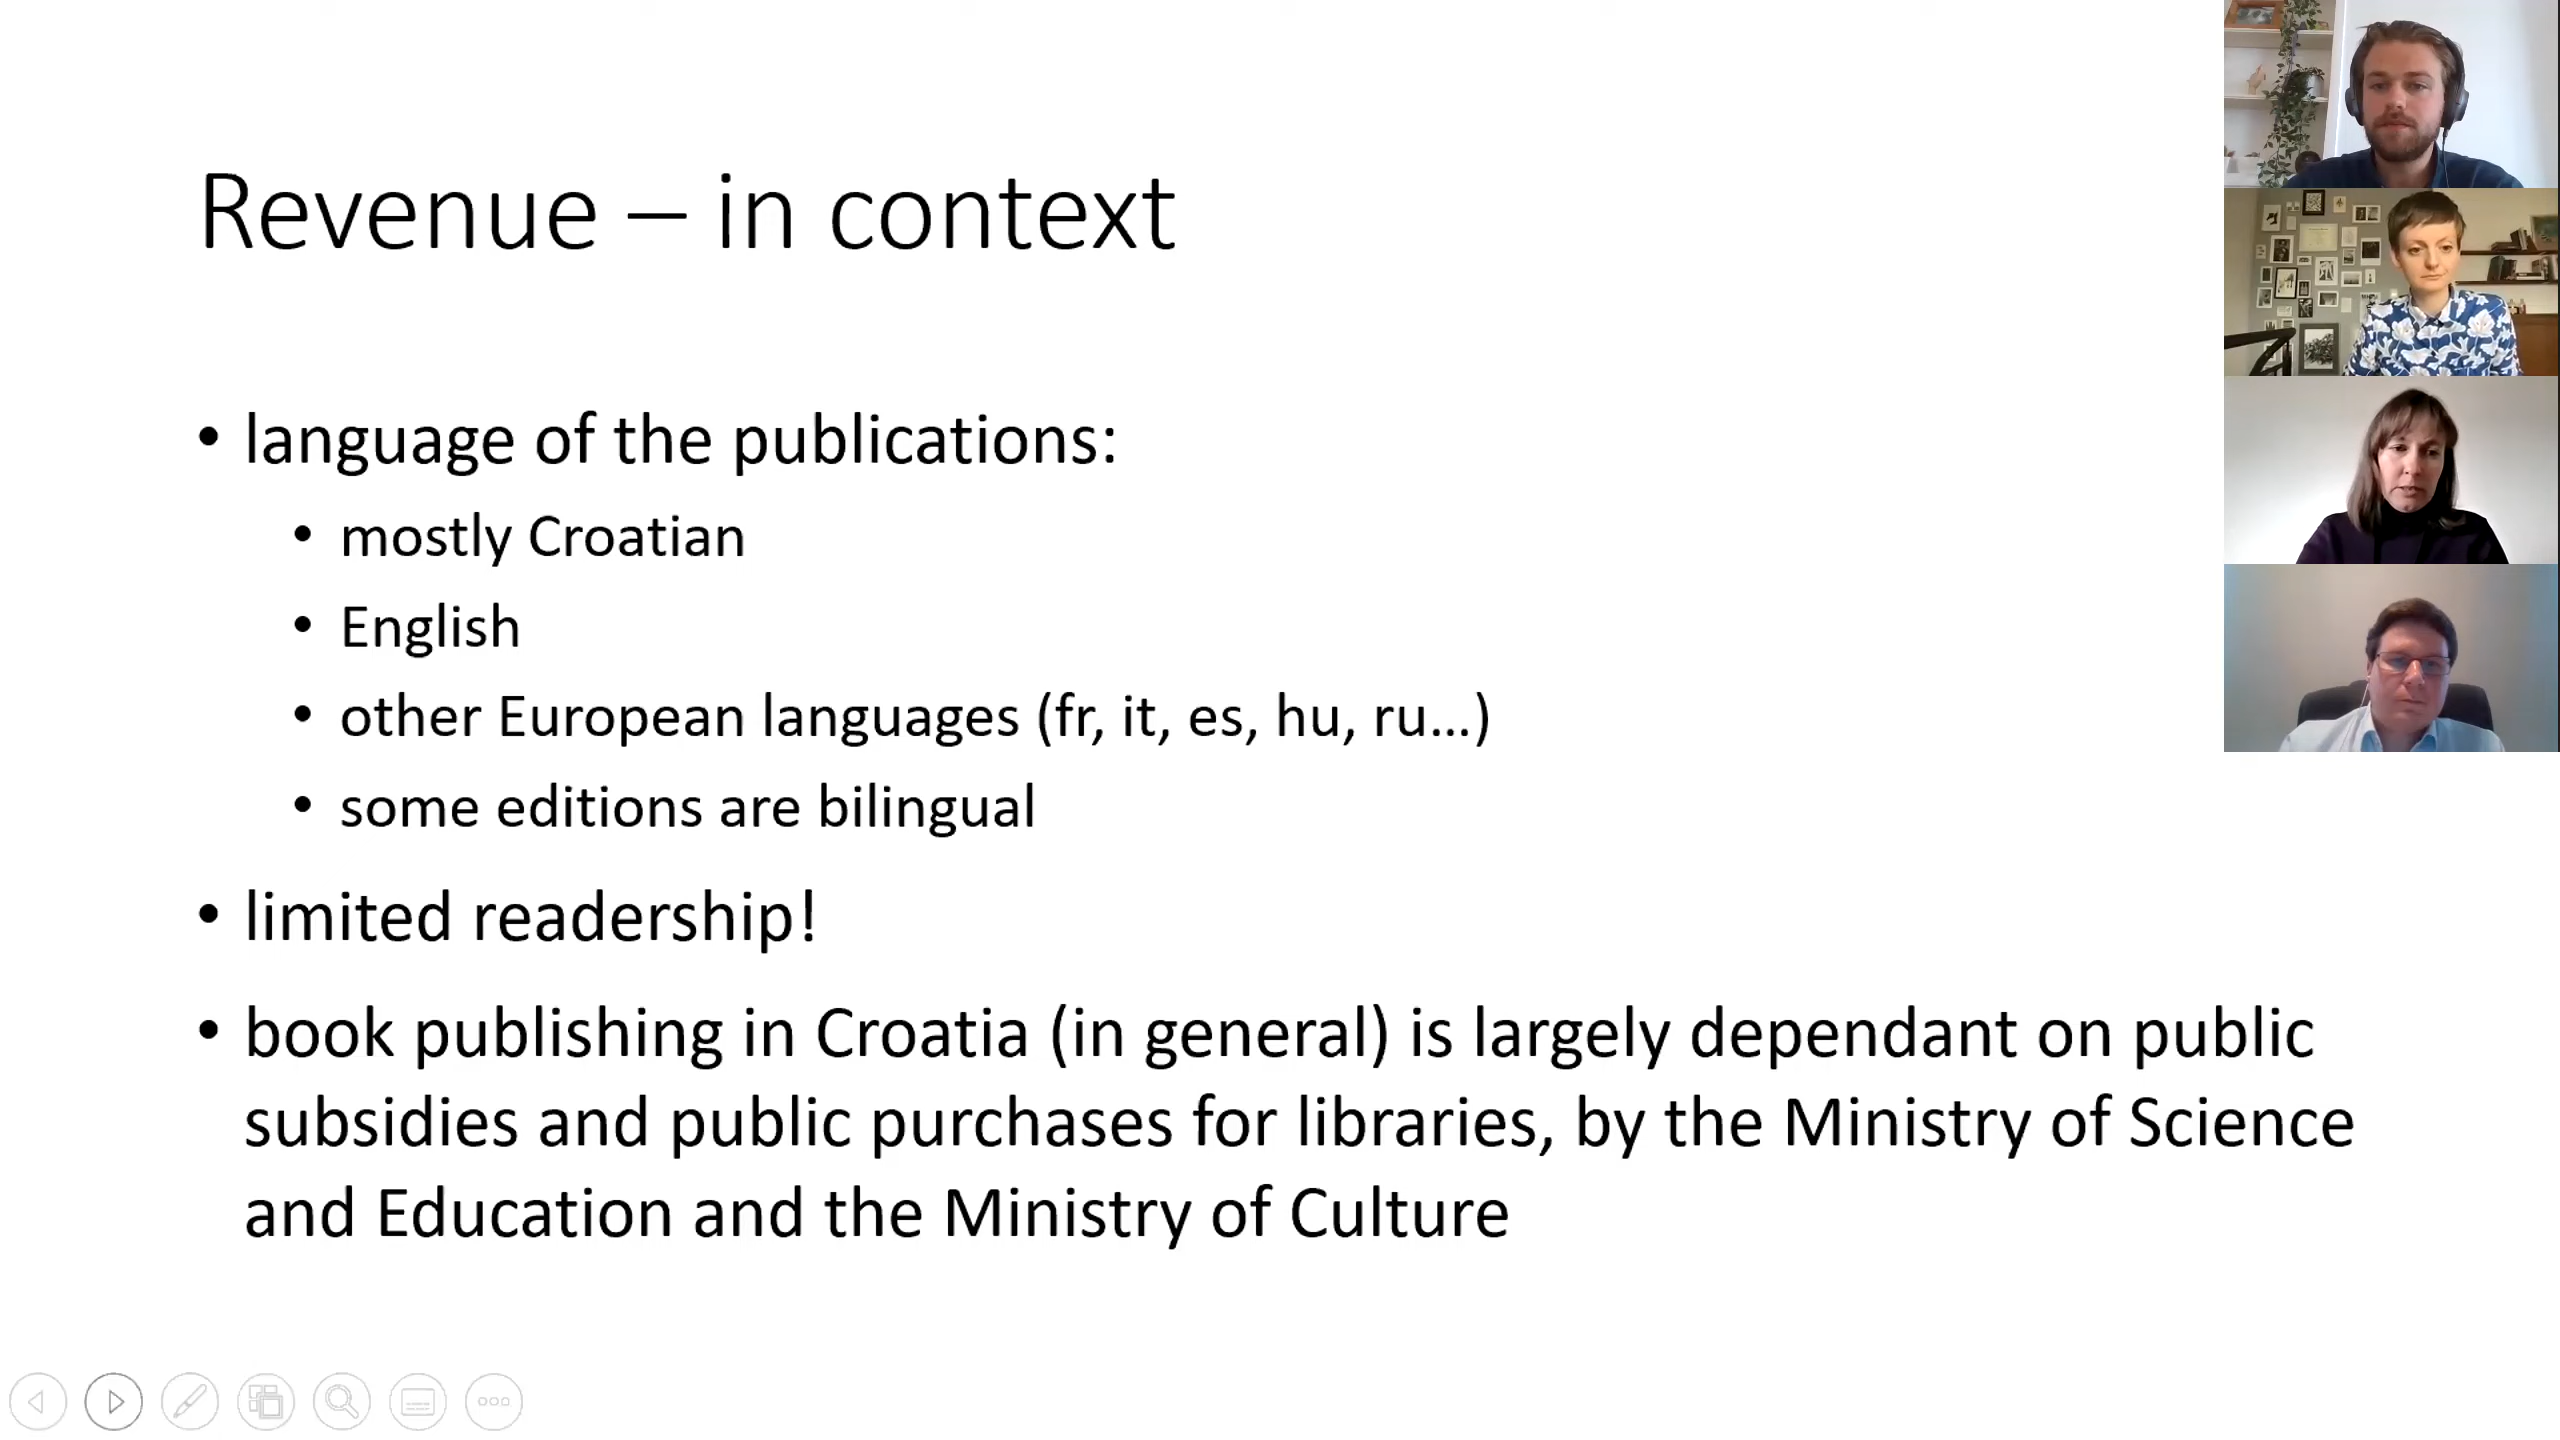 Revenue – in context
• language of the publications:
• mostly Croatian
• English
• other European languages (fr, it, es, hu, ru…)
• some editions are bilingual
• limited readership!
• book publishing in Croatia (in general) is largely dependant on public
subsidies and public purchases for libraries, by the Ministry of Science
and Education and the Ministry of Culture